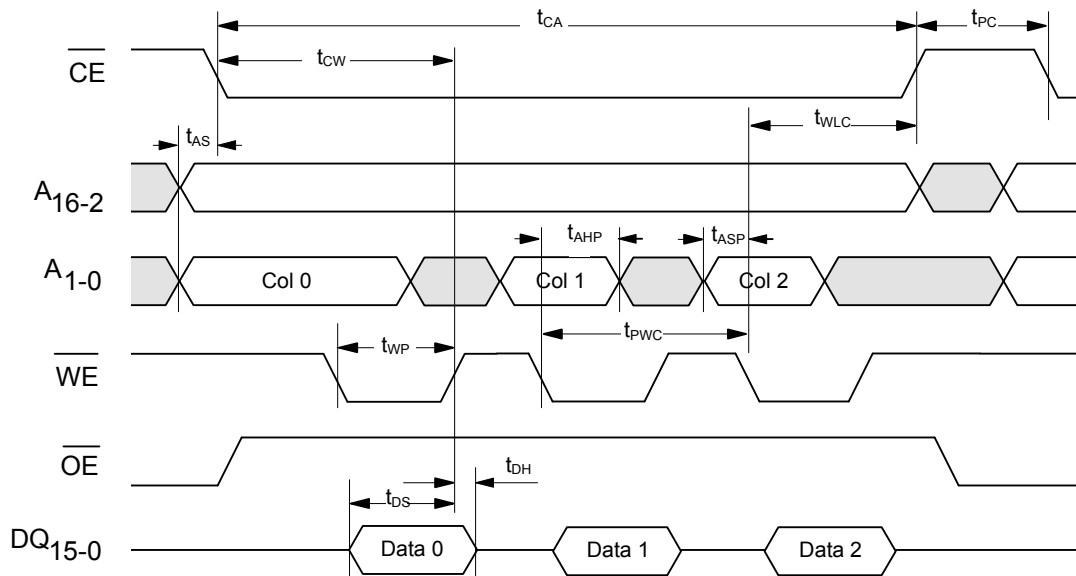 tCA
tPC
CE
tCW
tWLC
tAS
A16-2
tAHP
tASP
A1-0
Col 0
Col 1
Col 2
tPWC
tWP
WE
OE
tDH
tDS
DQ15-0
Data 0
Data 1
Data 2